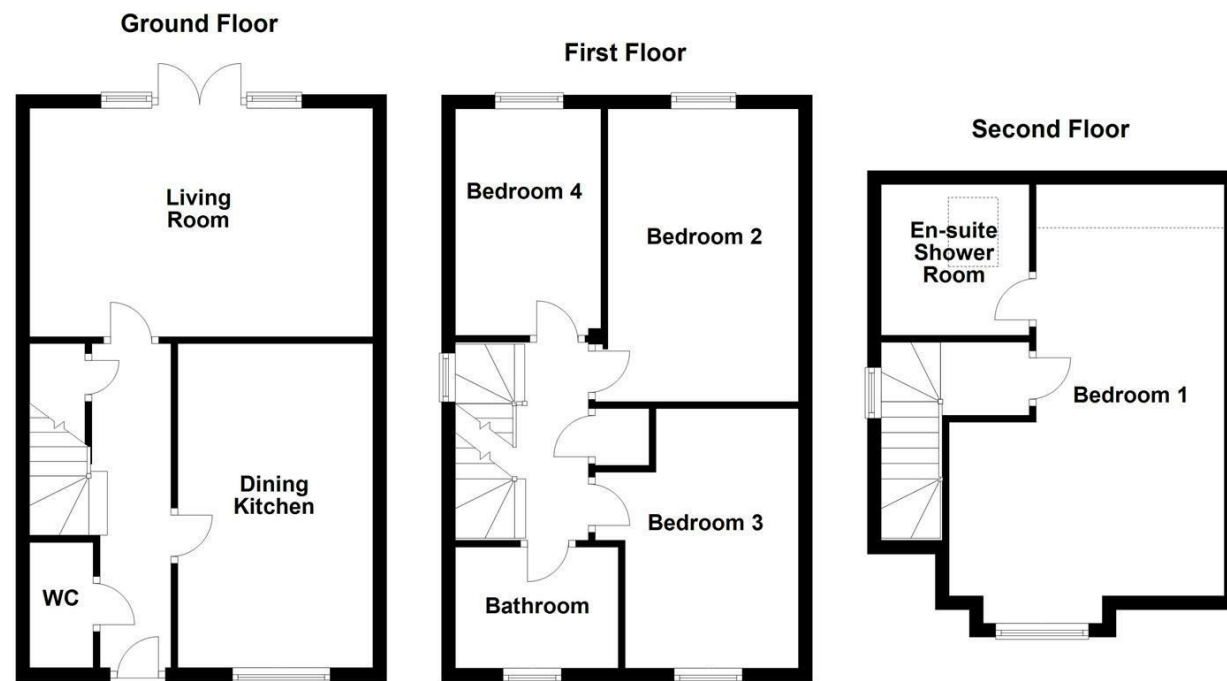 Ground Floor
Living
Room
Dining
Kitchen
WC
First Floor
Bedroom 4
Bedroom 2
Bedroom 3
Bathroom
Second Floor
En-suite
Shower
Room
Bedroom 1